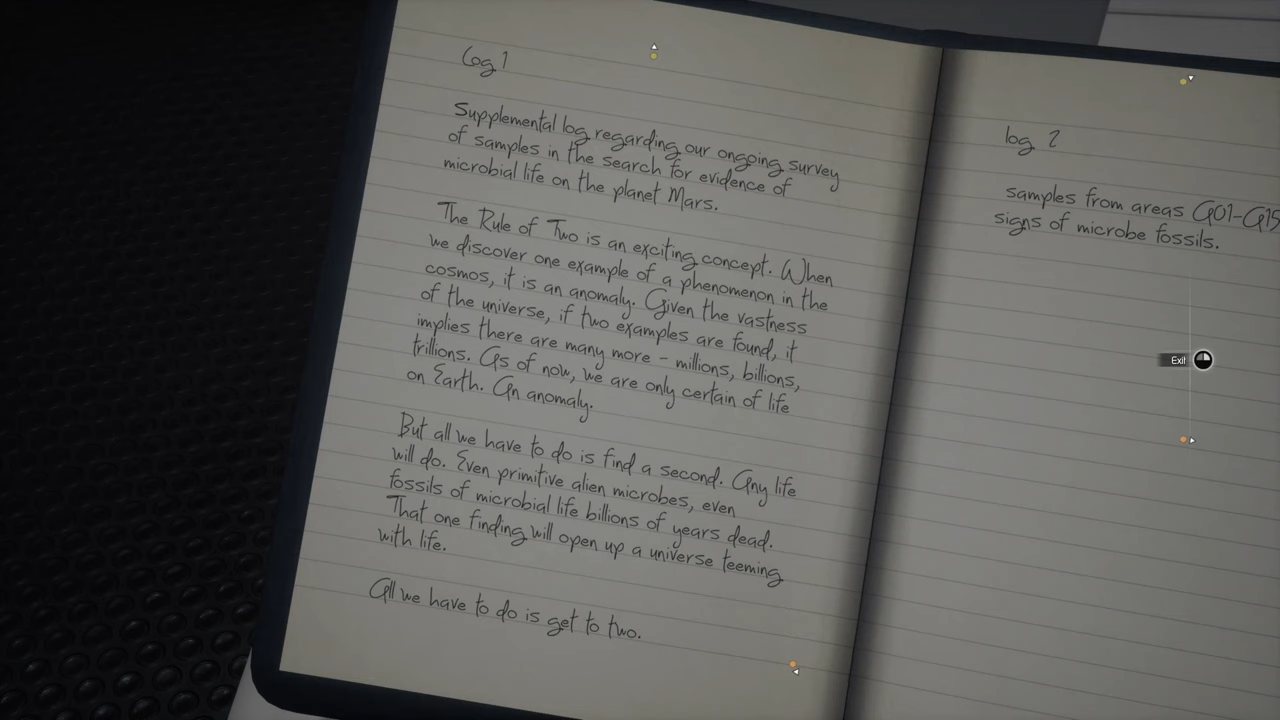 Log 1
Supplemental log regarding our ongoing survey
of samples in the search for evidence of
microbial life on the planet Mars.
The Rule of Two is an exciting concept. When
we discover one example of a phenomenon in the
cosmos, it is an anomaly. Given the vastness
of the universe, if two examples are found, it
implies there are many more - millions, billions,
trillions. As of now, we are only certain of life
on Earth. An anomaly.
But all we have to do is find a second. Any life
will do. Even primitive alien microbes, even
fossils of microbial life billions of years dead.
That one finding will open up a universe teeming
with life.
All we have to do is get to two.
log 2
samples from areas A01-A15
signs of microbe fossils.
Exit